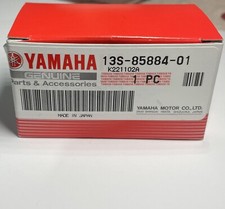 YAMAHA
GENUINE
Parts & Accessories
13S-85884-01
K221102A
1 PC
YAMAHA MOTOR CO., LTD.
MADE IN JAPAN